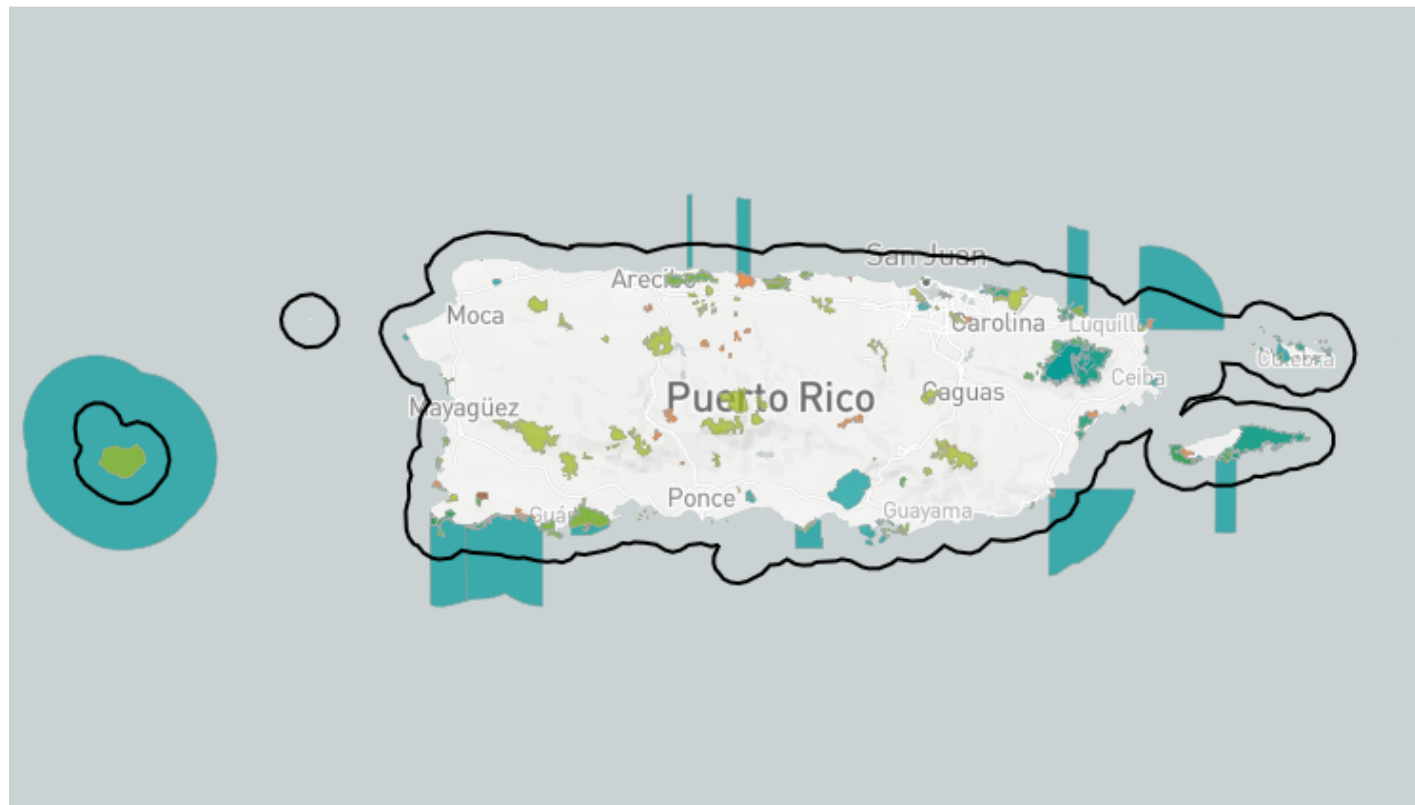 San Juan
Arecibo
Moca
Carolina
Luquillo
Culebra
Ceiba
Puerto Rico
Caguas
Mayagüez
Ponce
Guayama